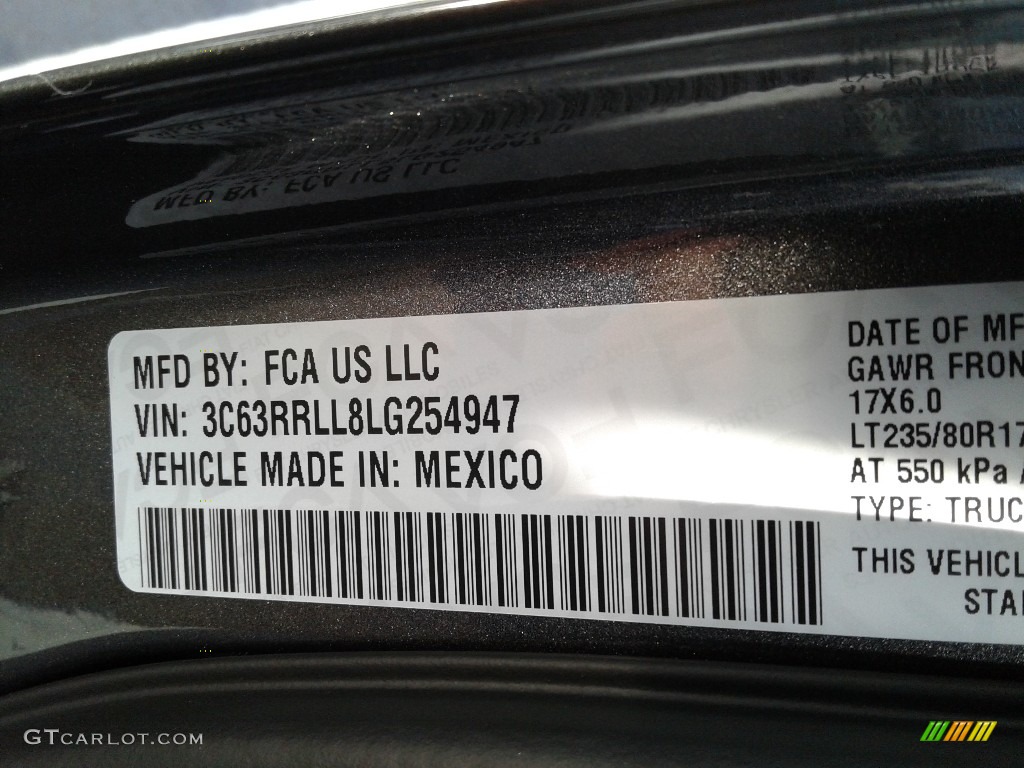 MFD BY: FCA US LLC
VIN: 3C63RRLL8LG254947
VEHICLE MADE IN: MEXICO
DATE OF MF
GAWR FRON
17X6.0
LT235/80R17
AT 550 kPa
TYPE: TRUC
THIS VEHICL
STA
GTCARLOT.COM